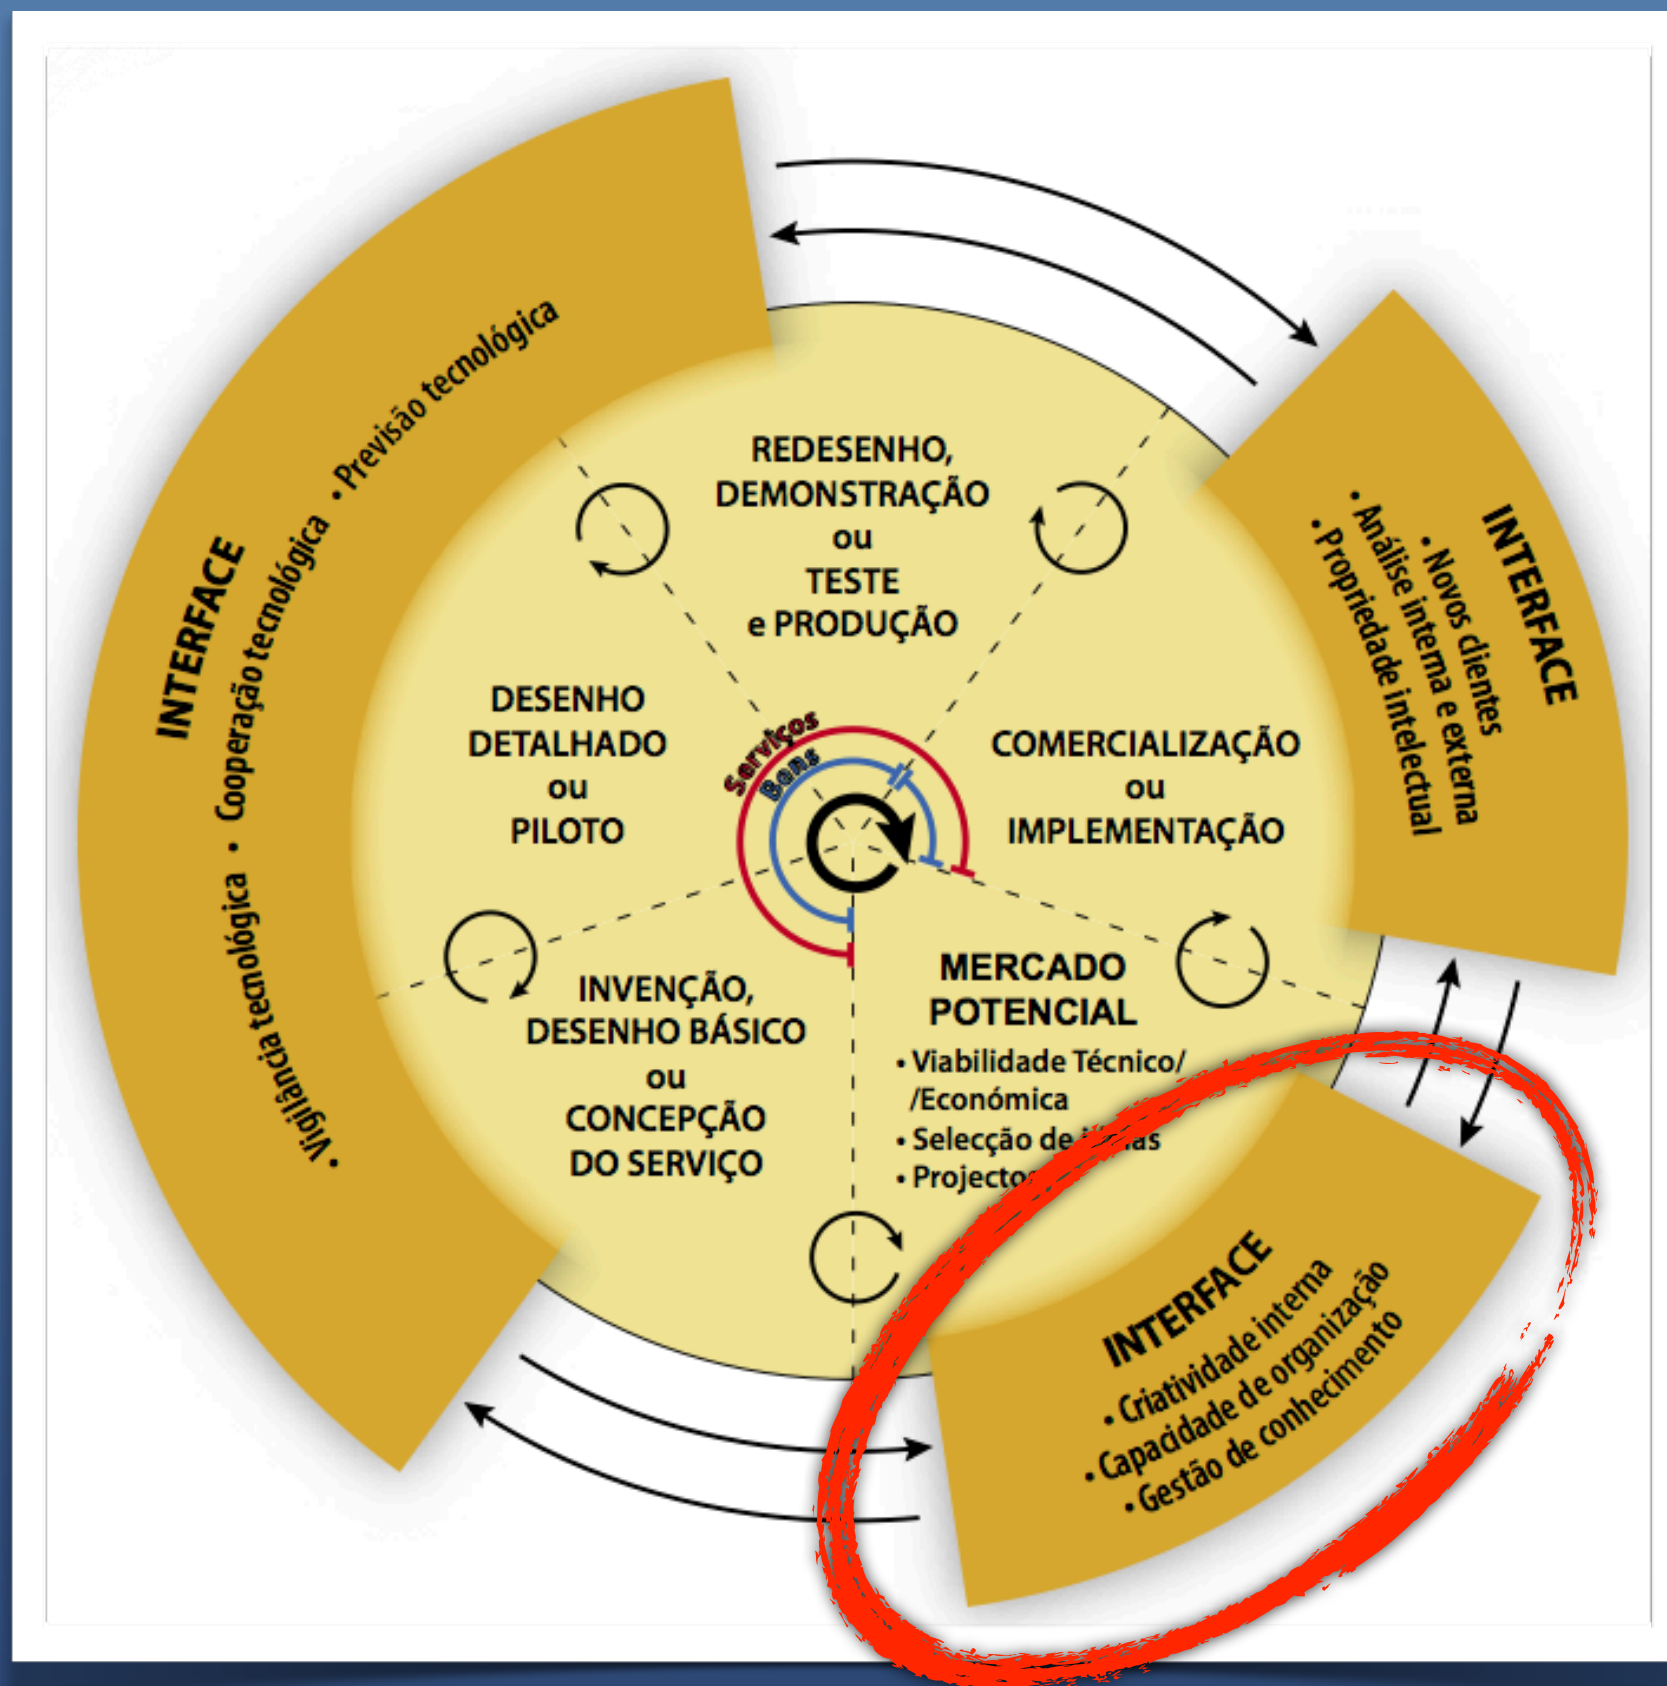 INTERFACE
• Vigilância tecnológica • Cooperação tecnológica • Previsão tecnológica
REDESENHO,
DEMONSTRAÇÃO
ou
TESTE
e PRODUÇÃO
INTERFACE
• Novos clientes
• Análise interna e externa
• Propriedade intelectual
DESENHO
DETALHADO
ou
PILOTO
Serviços
Bens
COMERCIALIZAÇÃO
ou
IMPLEMENTAÇÃO
INVENÇÃO,
DESENHO BÁSICO
ou
CONCEPÇÃO
DO SERVIÇO
MERCADO
POTENCIAL
• Viabilidade Técnico/
/Económica
• Selecção de
• Projectos
INTERFACE
• Criatividade interna
• Capacidade de organização
• Gestão de conhecimento